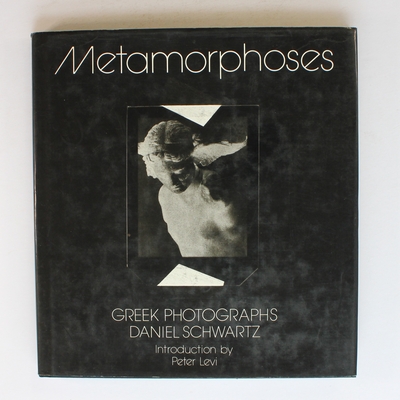 Metamorphoses
GREEK PHOTOGRAPHS
DANIEL SCHWARTZ
Introduction by
Peter Levi